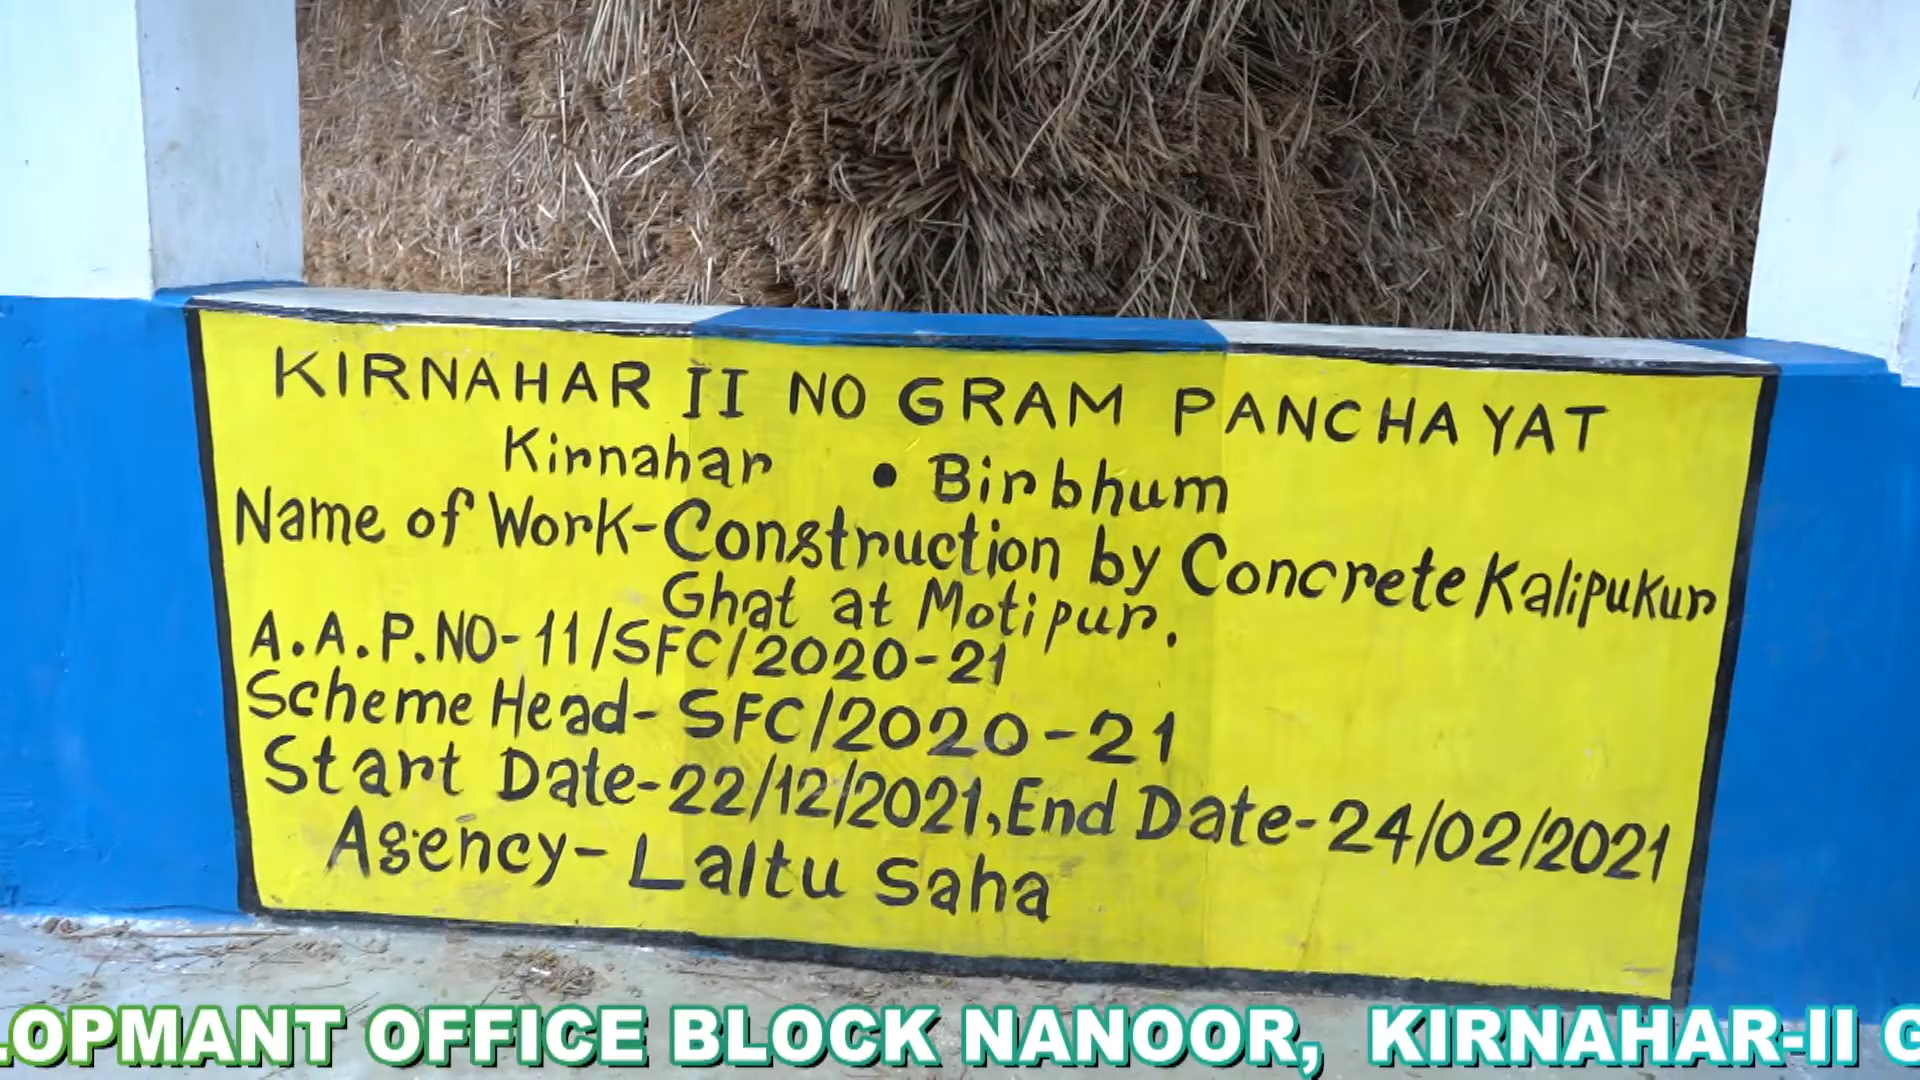 KIRNAHAR II NO GRAM PANCHAYAT
Kirnahar • Birbhum
Name of Work-Construction by Concrete Kalipukur
Ghat at Motipur.
A.A.P.NO-11/SFC/2020-21
Scheme Head- SFC/2020-21
Start Date-22/12/2021, End Date-24/02/2021
Agency- Laltu Saha
LOPMANT OFFICE BLOCK NANOOR, KIRNAHAR-II G